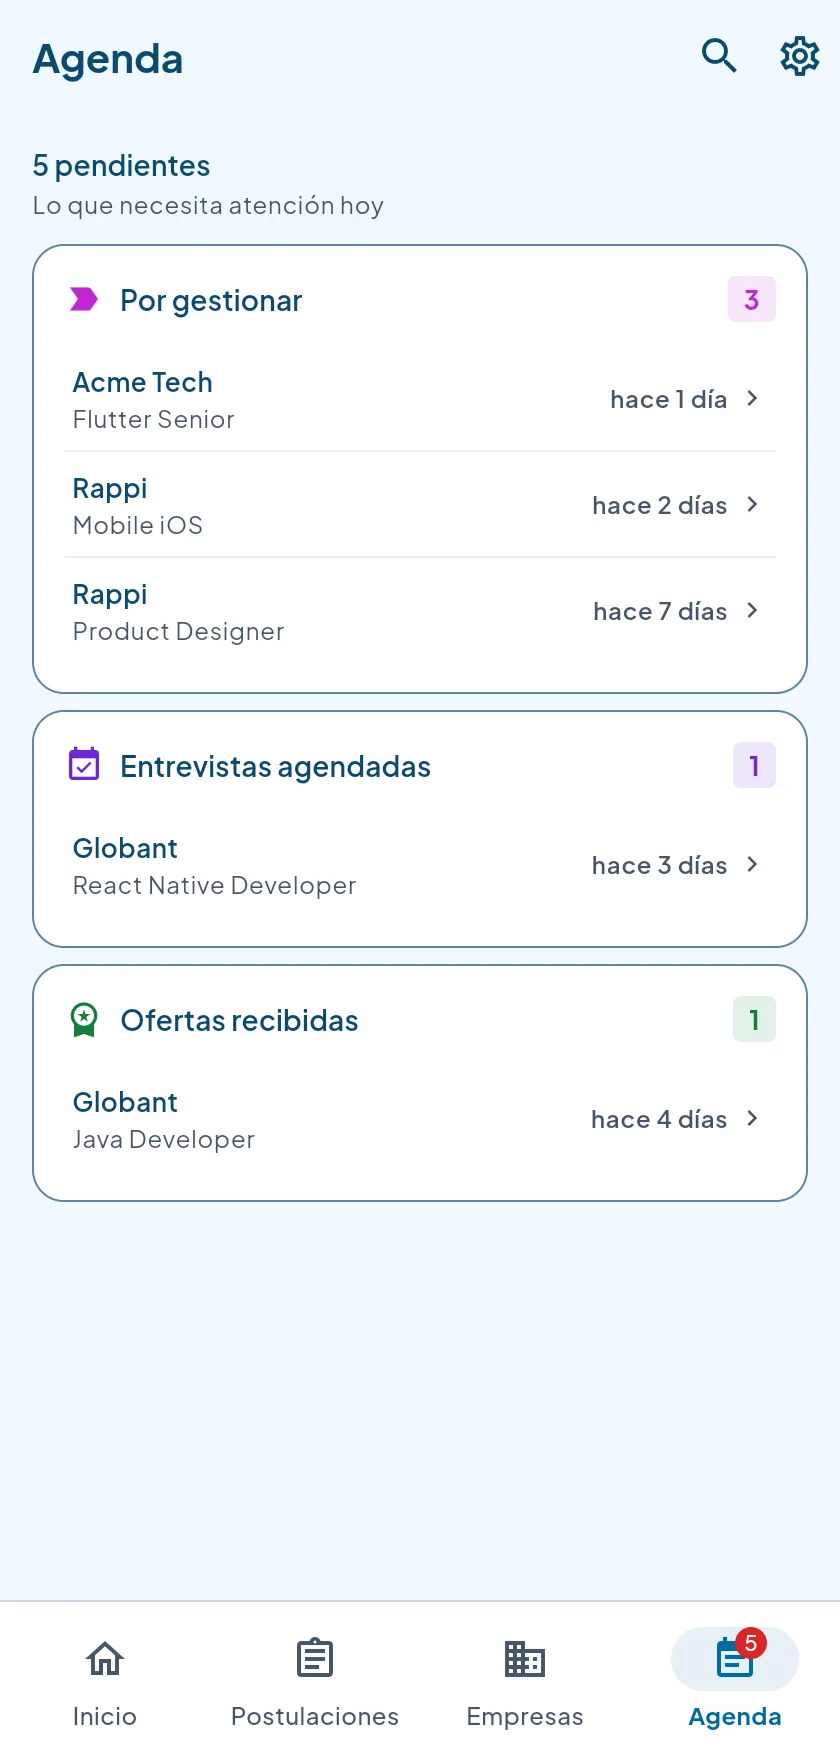 Agenda
5 pendientes
Lo que necesita atención hoy
Por gestionar
3
Acme Tech
Flutter Senior
hace 1 día
Rappi
Mobile iOS
hace 2 días
Rappi
Product Designer
hace 7 días
Entrevistas agendadas
1
Globant
React Native Developer
hace 3 días
Ofertas recibidas
1
Globant
Java Developer
hace 4 días
5
Inicio
Postulaciones
Empresas
Agenda